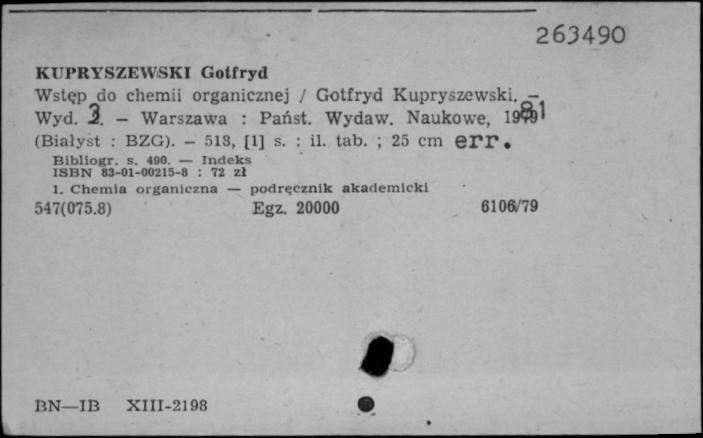 263490
KUPRYSZEWSKI Gotfryd
Wstęp do chemii organicznej / Gotfryd Kupryszewski. –
Wyd. 3. – Warszawa : Państ. Wydaw. Naukowe, 1981
(Białyst : BZG). – 513, [1] s. : il. tab. ; 25 cm err.
Bibliogr. s. 490. — Indeks
ISBN 83-01-00215-8 : 72 zł
1. Chemia organiczna — podręcznik akademicki
547(075.8) Egz. 20000 6106/79
BN—IB XIII-2198